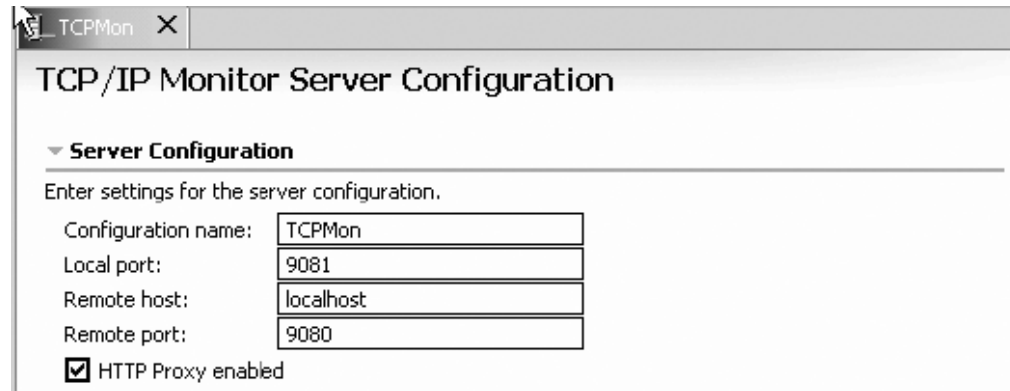 TCPMon
TCP/IP Monitor Server Configuration
Server Configuration
Enter settings for the server configuration.
Configuration name: TCPMon
Local port: 9081
Remote host: localhost
Remote port: 9080
HTTP Proxy enabled